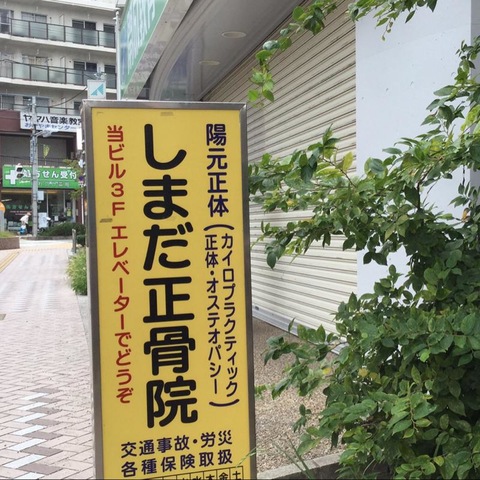 陽元正体
(カイロプラクティック
正体・オステオパシー)
しまだ正骨院
当ビル3F エレベーターでどうぞ
交通事故・労災
各種保険取扱
ヤマハ音楽教
処方せん受付